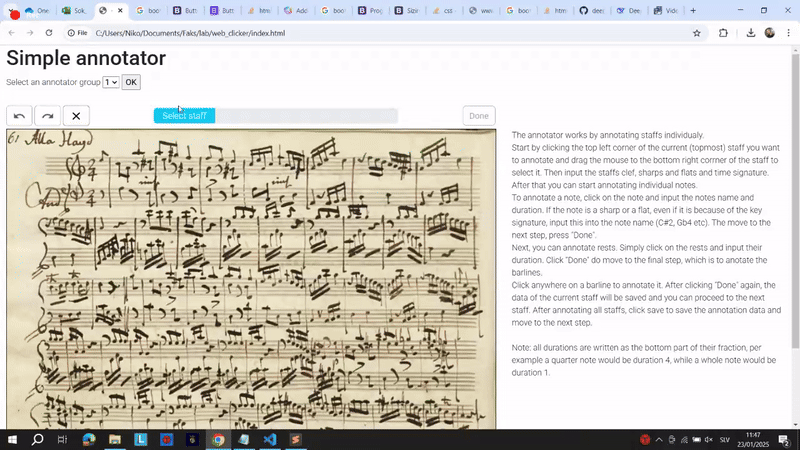 One
Sok
goo
Butt
Butt
htm
Add
boo
Prog
Sizin
css -
www
goo
htm
deep
Dee
Vide
File
C:/Users/Niko/Documents/Faks/lab/web_clicker/index.html
Simple annotator
Select an annotator group 1 OK
Select staff
Done
61 Alla Hayd
The annotator works by annotating staffs individualy.
Start by clicking the top left corner of the current (topmost) staff you want
to annotate and drag the mouse to the bottom right corner of the staff to
select it. Then input the staffs clef, sharps and flats and time signature.
After that you can start annotating individual notes.
To annotate a note, click on the note and input the notes name and
duration. If the note is a sharp or a flat, even if it is because of the key
signature, input this into the note name (C#2, Gb4 etc). The move to the
next step, press "Done".
Next, you can annotate rests. Simply click on the rests and input their
duration. Click "Done" do move to the final step, which is to anotate the
barlines.
Click anywhere on a barline to annotate it. After clicking "Done" again, the
data of the current staff will be saved and you can proceed to the next
staff. After annotating all staffs, click save to save the annotation data and
move to the next step.
Note: all durations are written as the bottom part of their fraction, per
example a quarter note would be duration 4, while a whole note would be
duration 1.
SLV
11:47
23/01/2025